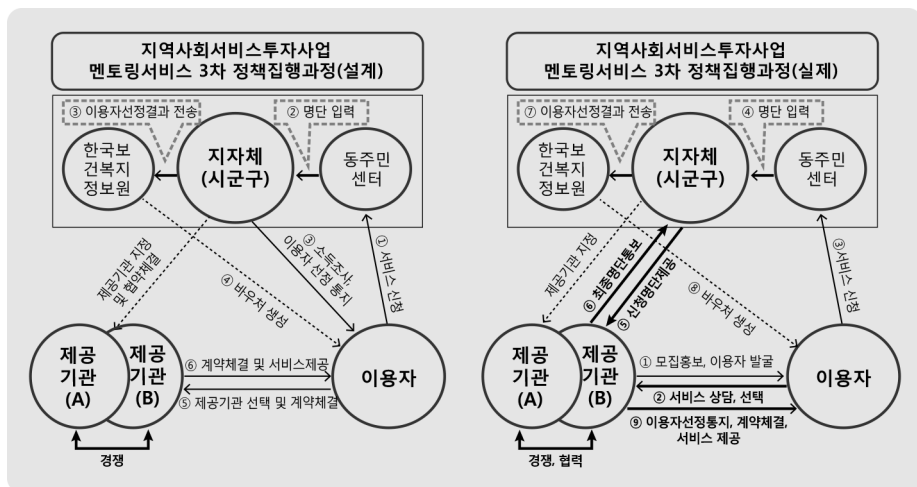 지역사회서비스투자사업
멘토링서비스 3차 정책집행과정(설계)
③ 이용자선정결과 전송
② 명단 입력
한국보
건복지
정보원
지자체
(시군구)
동주민
센터
제공기관 지정
및 협약체결
④ 바우처 생성
③ 소득조사,
이용자 선정 통지
① 서비스 신청
제공
기관
(A)
제공
기관
(B)
⑥ 계약체결 및 서비스제공
⑤ 제공기관 선택 및 계약체결
이용자
경쟁
지역사회서비스투자사업
멘토링서비스 3차 정책집행과정(실제)
⑦ 이용자선정결과 전송
④ 명단 입력
한국보
건복지
정보원
지자체
(시군구)
동주민
센터
제공기관 지정
⑥ 최종명단통보
⑤ 신청명단제공
⑧ 바우처 생성
③서비스 신청
제공
기관
(A)
제공
기관
(B)
① 모집홍보, 이용자 발굴
② 서비스 상담, 선택
⑨ 이용자선정통지, 계약체결,
서비스 제공
이용자
경쟁, 협력